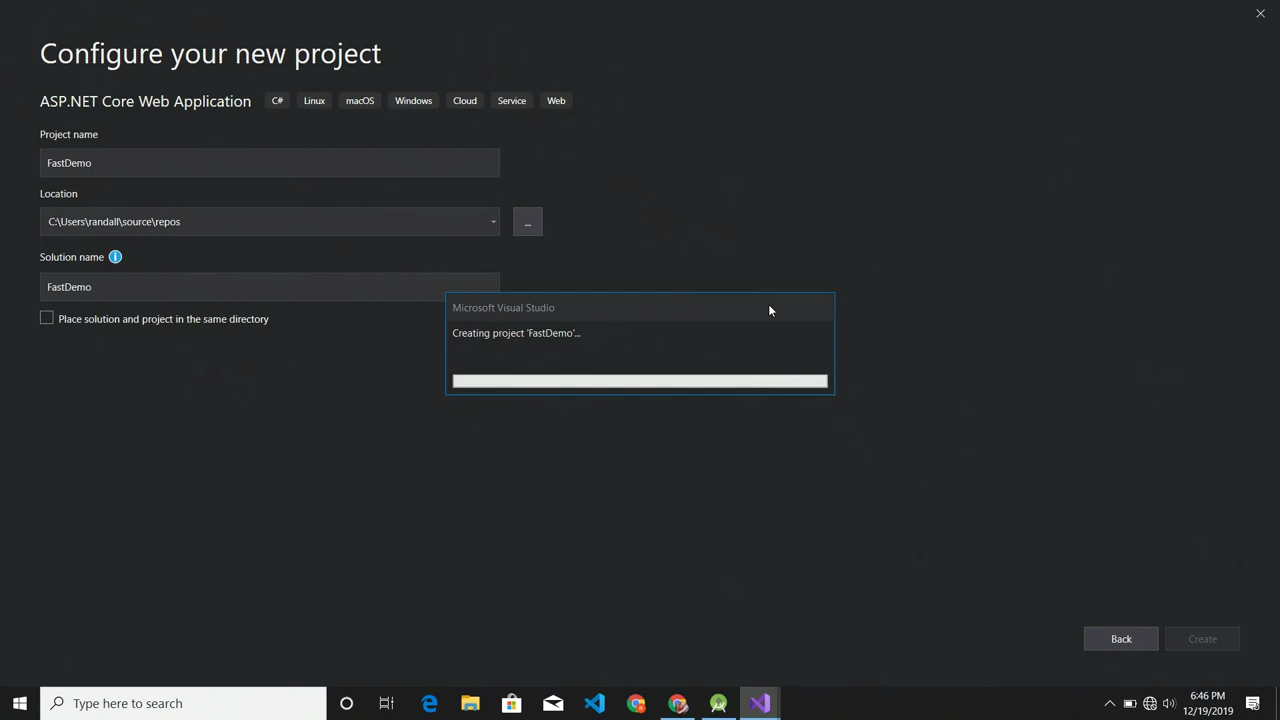 Configure your new project
ASP.NET Core Web Application C# Linux macOS Windows Cloud Service Web
Project name
FastDemo
Location
C:\Users\randall\source\repos
...
Solution name i
FastDemo
Place solution and project in the same directory
Microsoft Visual Studio
Creating project 'FastDemo'...
Back Create
Type here to search
6:46 PM
12/19/2019